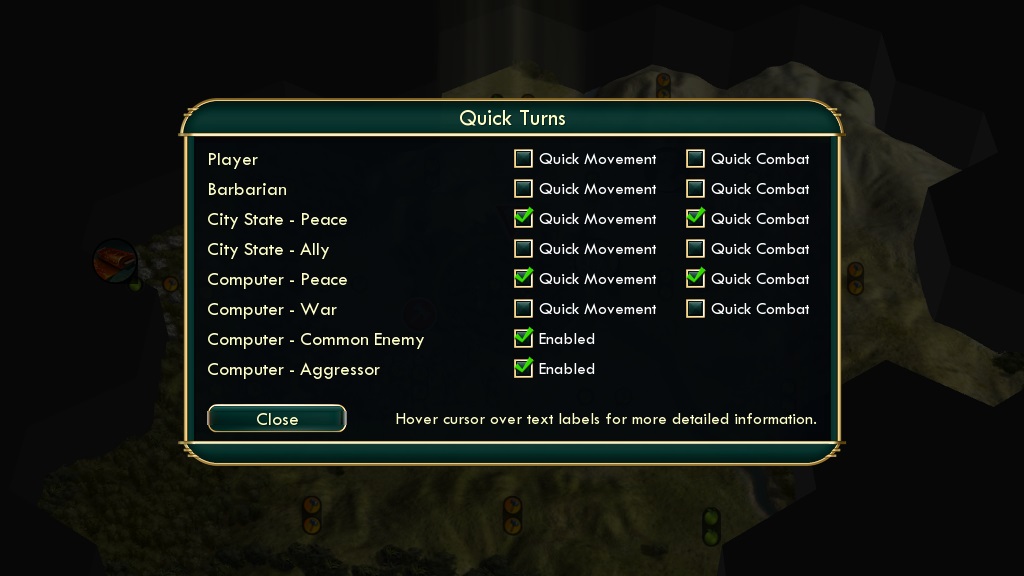 Quick Turns
Player Quick Movement Quick Combat
Barbarian Quick Movement Quick Combat
City State - Peace Quick Movement Quick Combat
City State - Ally Quick Movement Quick Combat
Computer - Peace Quick Movement Quick Combat
Computer - War Quick Movement Quick Combat
Computer - Common Enemy Enabled
Computer - Aggressor Enabled
Close Hover cursor over text labels for more detailed information.